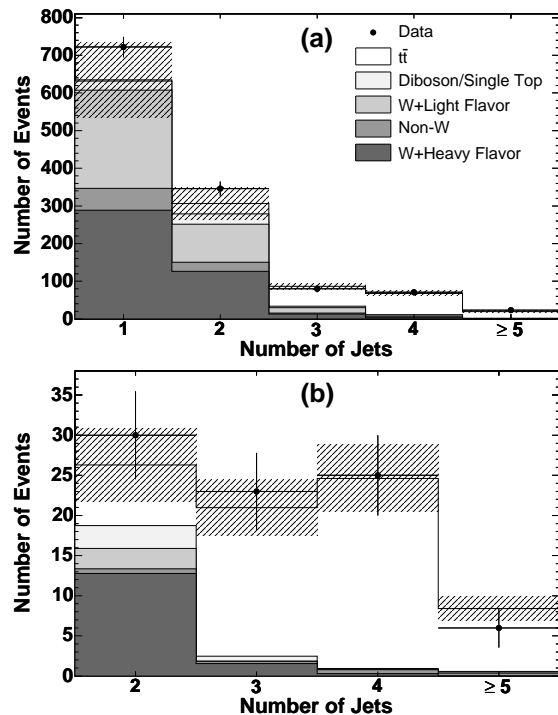 (a)
Data
tt̄
Diboson/Single Top
W+Light Flavor
Non-W
W+Heavy Flavor
Number of Events
800
700
600
500
400
300
200
100
0
1 2 3 4 ≥ 5
Number of Jets
(b)
Number of Events
35
30
25
20
15
10
5
0
2 3 4 ≥ 5
Number of Jets